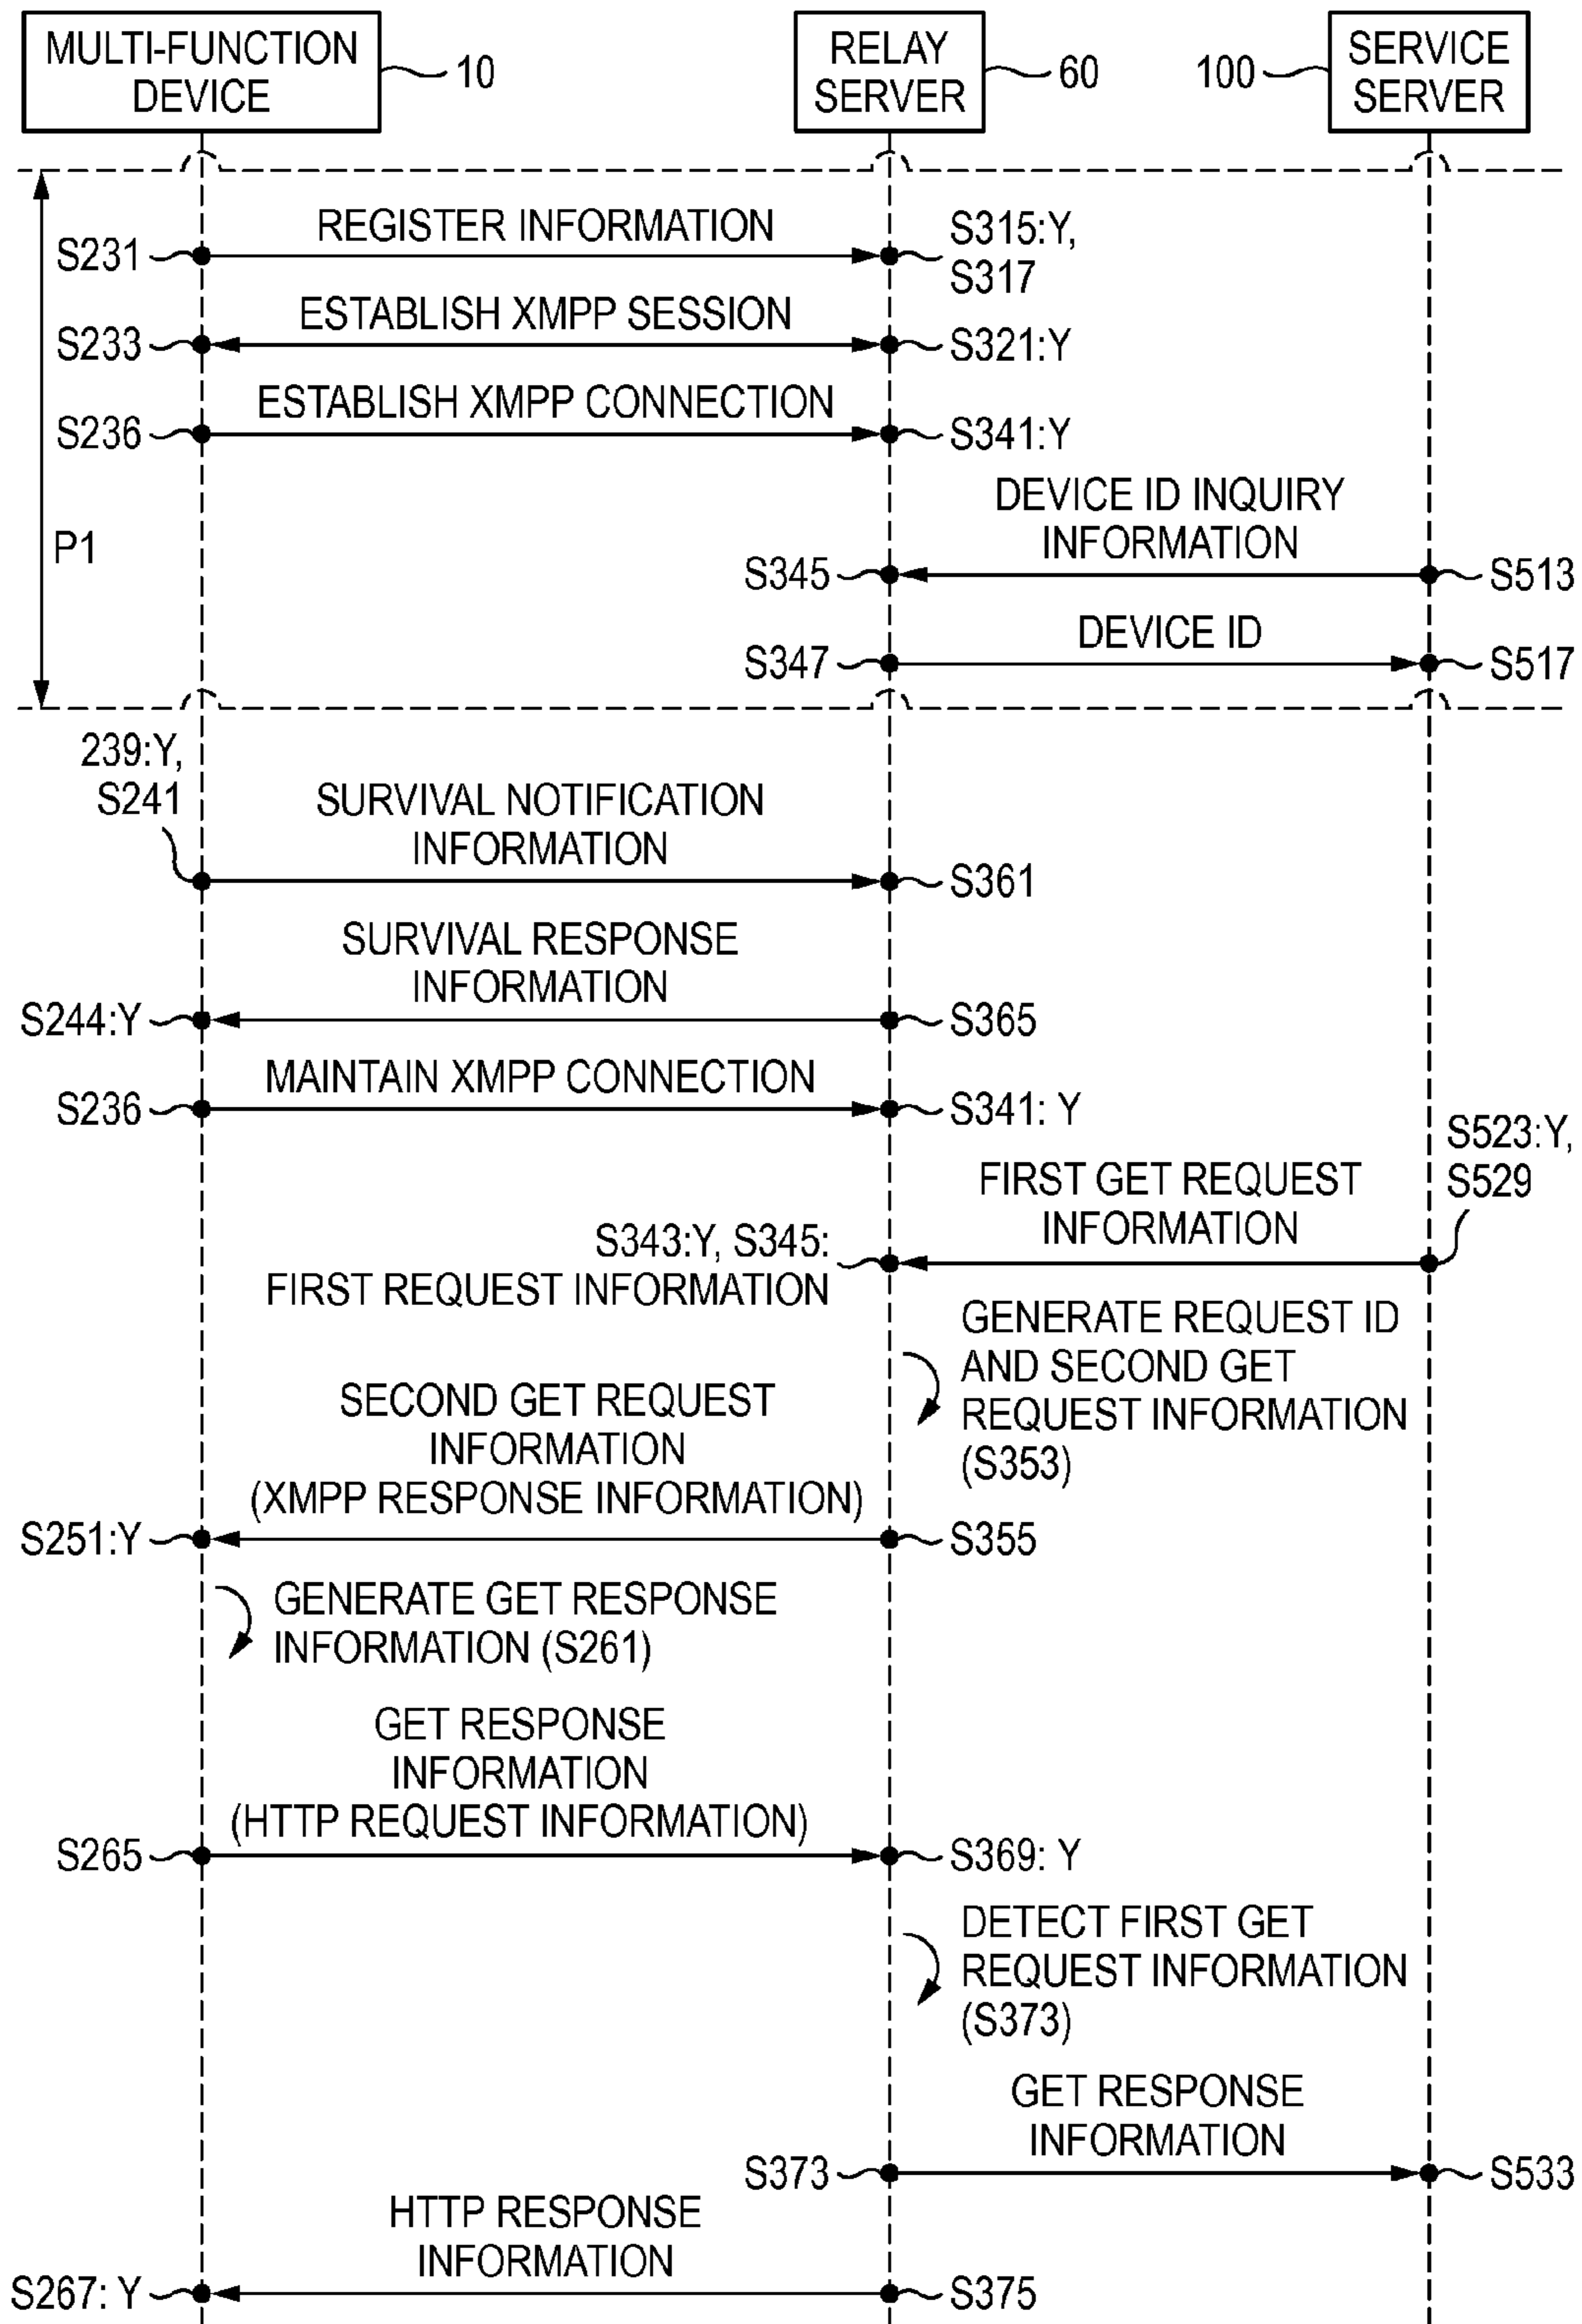 MULTI-FUNCTION
DEVICE
10
RELAY
SERVER
60
100
SERVICE
SERVER
P1
S231
REGISTER INFORMATION
S315:Y,
S317
S233
ESTABLISH XMPP SESSION
S321:Y
S236
ESTABLISH XMPP CONNECTION
S341:Y
DEVICE ID INQUIRY
INFORMATION
S345
S513
DEVICE ID
S347
S517
239:Y,
S241
SURVIVAL NOTIFICATION
INFORMATION
S361
SURVIVAL RESPONSE
INFORMATION
S244:Y
S365
MAINTAIN XMPP CONNECTION
S236
S341: Y
S523:Y,
S529
FIRST GET REQUEST
INFORMATION
S343:Y, S345:
FIRST REQUEST INFORMATION
GENERATE REQUEST ID
AND SECOND GET
REQUEST INFORMATION
(S353)
SECOND GET REQUEST
INFORMATION
(XMPP RESPONSE INFORMATION)
S251:Y
S355
GENERATE GET RESPONSE
INFORMATION (S261)
GET RESPONSE
INFORMATION
(HTTP REQUEST INFORMATION)
S265
S369: Y
DETECT FIRST GET
REQUEST INFORMATION
(S373)
GET RESPONSE
INFORMATION
S373
S533
HTTP RESPONSE
INFORMATION
S267: Y
S375